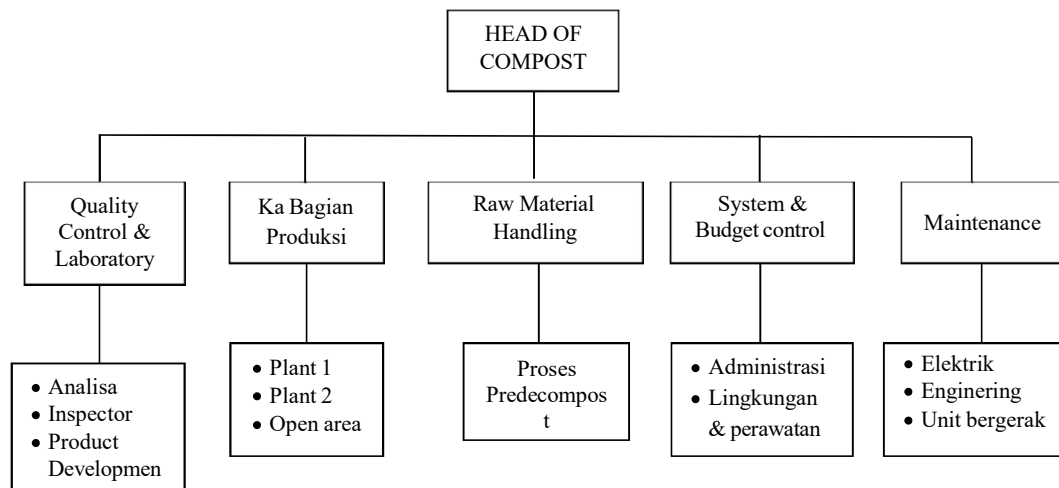 HEAD OF
COMPOST
Quality
Control &
Laboratory
Ka Bagian
Produksi
Raw Material
Handling
System &
Budget control
Maintenance
• Analisa
• Inspector
• Product
Developmen
• Plant 1
• Plant 2
• Open area
Proses
Predecompos
t
• Administrasi
• Lingkungan
& perawatan
• Elektrik
• Enginering
• Unit bergerak